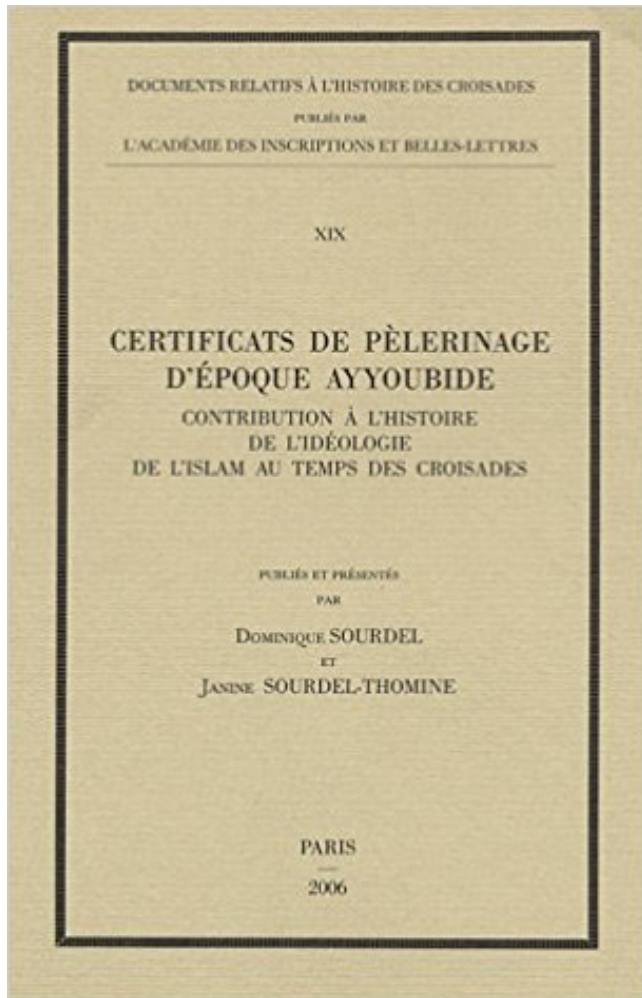 DOCUMENTS RELATIFS À L'HISTOIRE DES CROISADES
PUBLIÉS PAR
L'ACADÉMIE DES INSCRIPTIONS ET BELLES-LETTRES
XIX
CERTIFICATS DE PÈLERINAGE
D'ÉPOQUE AYYOUBIDE
CONTRIBUTION À L'HISTOIRE
DE L'IDÉOLOGIE
DE L'ISLAM AU TEMPS DES CROISADES
PUBLIÉS ET PRÉSENTÉS
PAR
DOMINIQUE SOURDEL
ET
JANINE SOURDEL-THOMINE
PARIS
2006